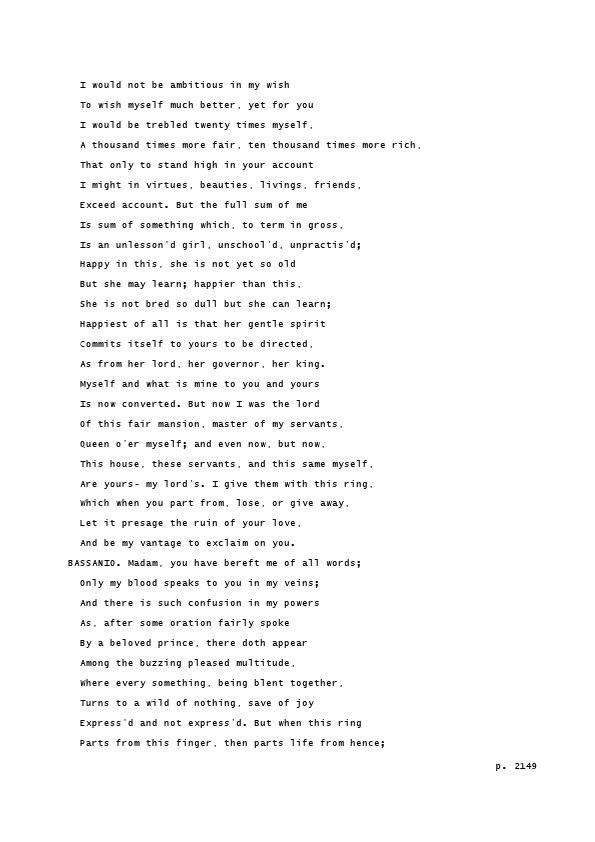 I would not be ambitious in my wish
To wish myself much better, yet for you
I would be trebled twenty times myself,
A thousand times more fair, ten thousand times more rich,
That only to stand high in your account
I might in virtues, beauties, livings, friends,
Exceed account. But the full sum of me
Is sum of something which, to term in gross,
Is an unlesson'd girl, unschool'd, unpractis'd;
Happy in this, she is not yet so old
But she may learn; happier than this,
She is not bred so dull but she can learn;
Happiest of all is that her gentle spirit
Commits itself to yours to be directed,
As from her lord, her governor, her king.
Myself and what is mine to you and yours
Is now converted. But now I was the lord
Of this fair mansion, master of my servants,
Queen o'er myself; and even now, but now,
This house, these servants, and this same myself,
Are yours- my lord's. I give them with this ring,
Which when you part from, lose, or give away,
Let it presage the ruin of your love,
And be my vantage to exclaim on you.
BASSANIO. Madam, you have bereft me of all words;
Only my blood speaks to you in my veins;
And there is such confusion in my powers
As, after some oration fairly spoke
By a beloved prince, there doth appear
Among the buzzing pleased multitude,
Where every something, being blent together,
Turns to a wild of nothing, save of joy
Express'd and not express'd. But when this ring
Parts from this finger, then parts life from hence;
p. 2149